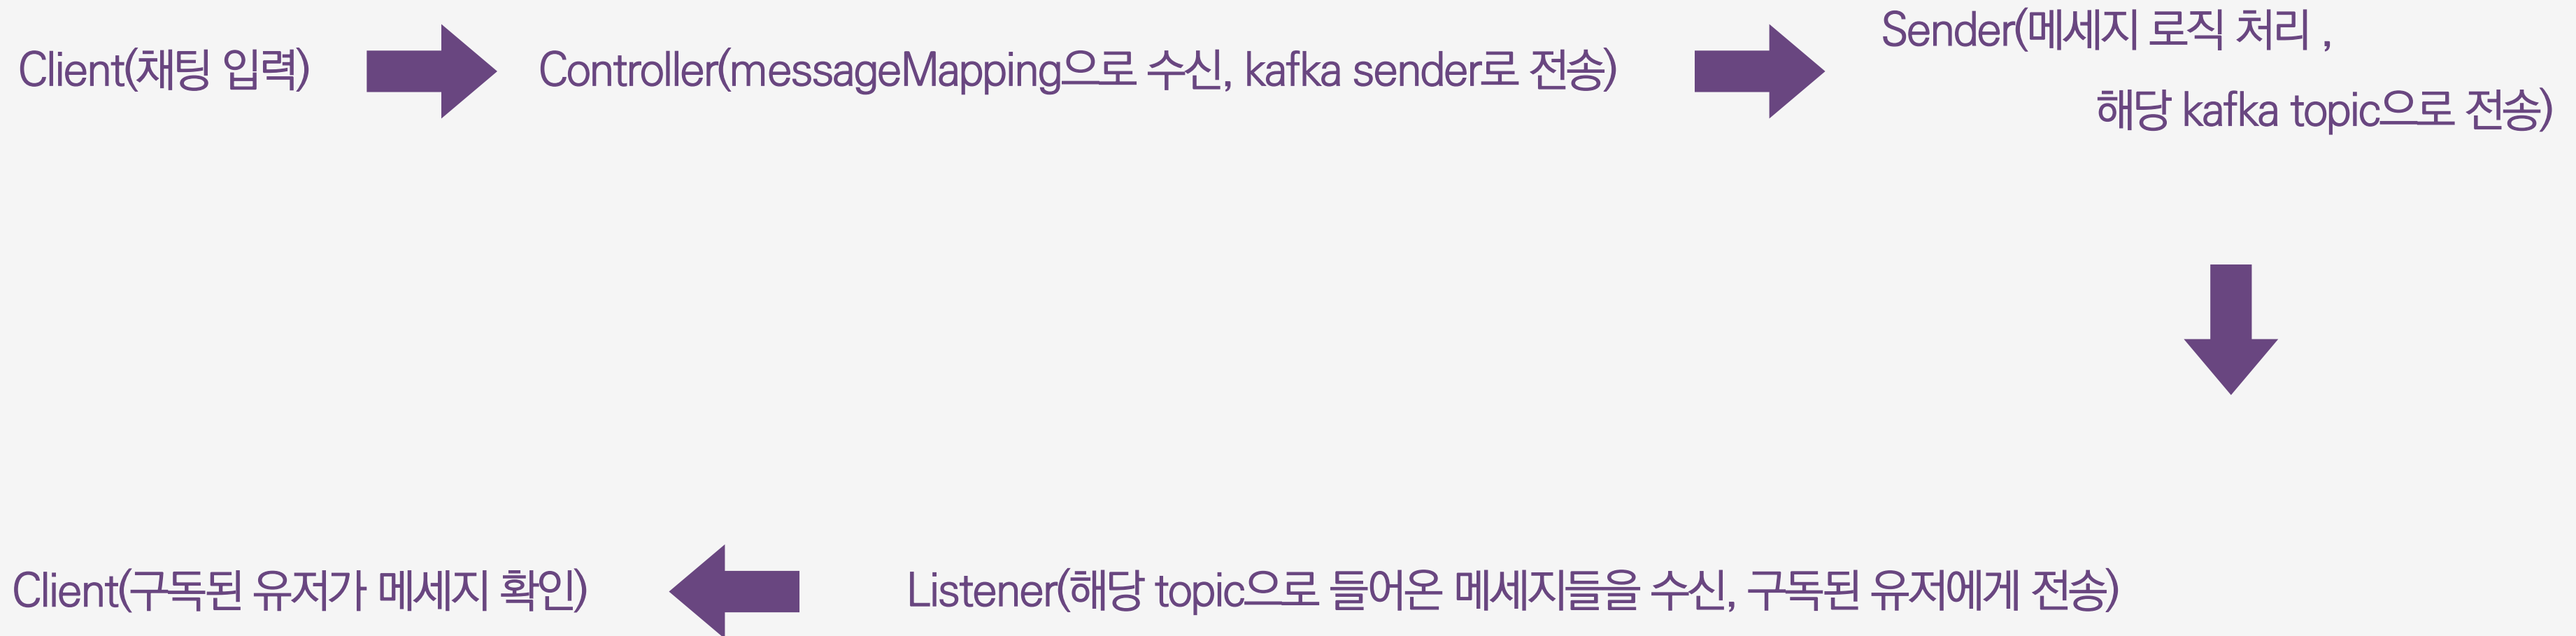 Client(채팅 입력)
Controller(messageMapping으로 수신, kafka sender로 전송)
Sender(메세지 로직 처리 ,
해당 kafka topic으로 전송)
Listener(해당 topic으로 들어온 메세지들을 수신, 구독된 유저에게 전송)
Client(구독된 유저가 메세지 확인)